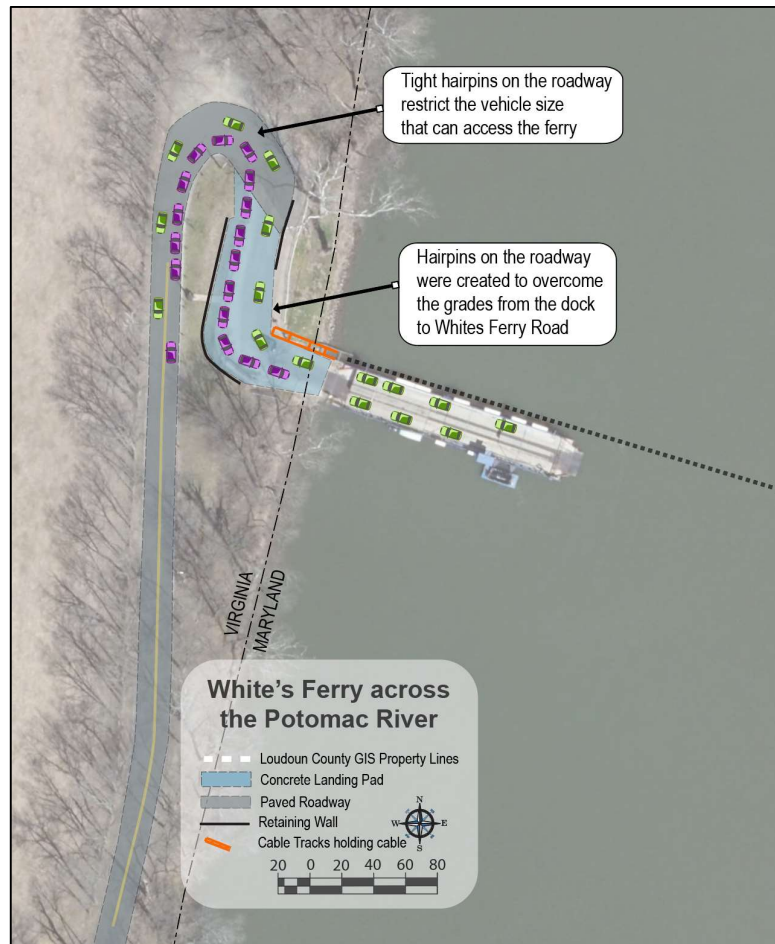 Tight hairpins on the roadway
restrict the vehicle size
that can access the ferry
Hairpins on the roadway
were created to overcome
the grades from the dock
to Whites Ferry Road
VIRGINIA
MARYLAND
White's Ferry across
the Potomac River
Loudoun County GIS Property Lines
Concrete Landing Pad
Paved Roadway
Retaining Wall
Cable Tracks holding cable
N
W E
S
20 0 20 40 60 80